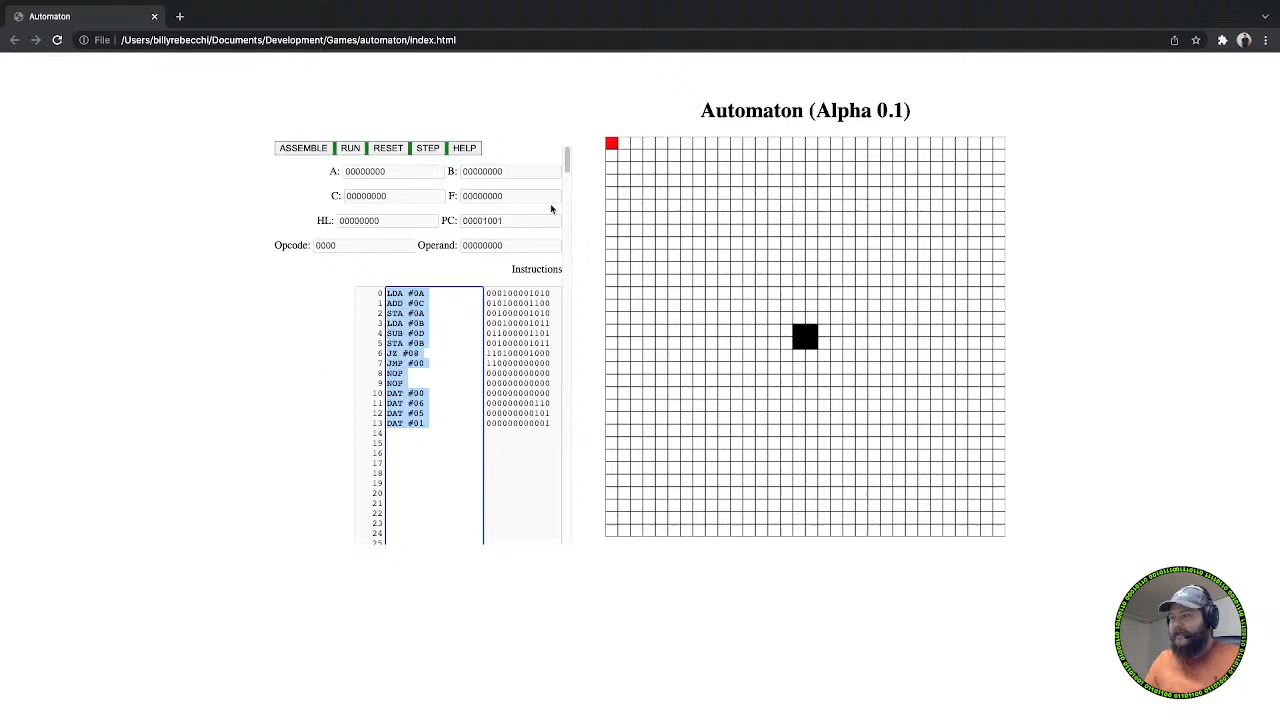 Automaton
File
/Users/billyrebecchi/Documents/Development/Games/automaton/index.html
Automaton (Alpha 0.1)
ASSEMBLE RUN RESET STEP HELP
A: 00000000 B: 00000000
C: 00000000 F: 00000000
HL: 00000000 PC: 00001001
Opcode: 0000 Operand: 00000000
Instructions
0 LDA #0A 000100001010
1 ADD #0C 010100001100
2 STA #0A 001000001010
3 LDA #0B 000100001011
4 SUB #0D 011000001101
5 STA #0B 001000001011
6 JZ #08 110100001000
7 JMP #00 110000000000
8 NOP 000000000000
9 NOP 000000000000
10 DAT #00 000000000000
11 DAT #06 000000000110
12 DAT #05 000000000101
13 DAT #01 000000000001
14
15
16
17
18
19
20
21
22
23
24
25